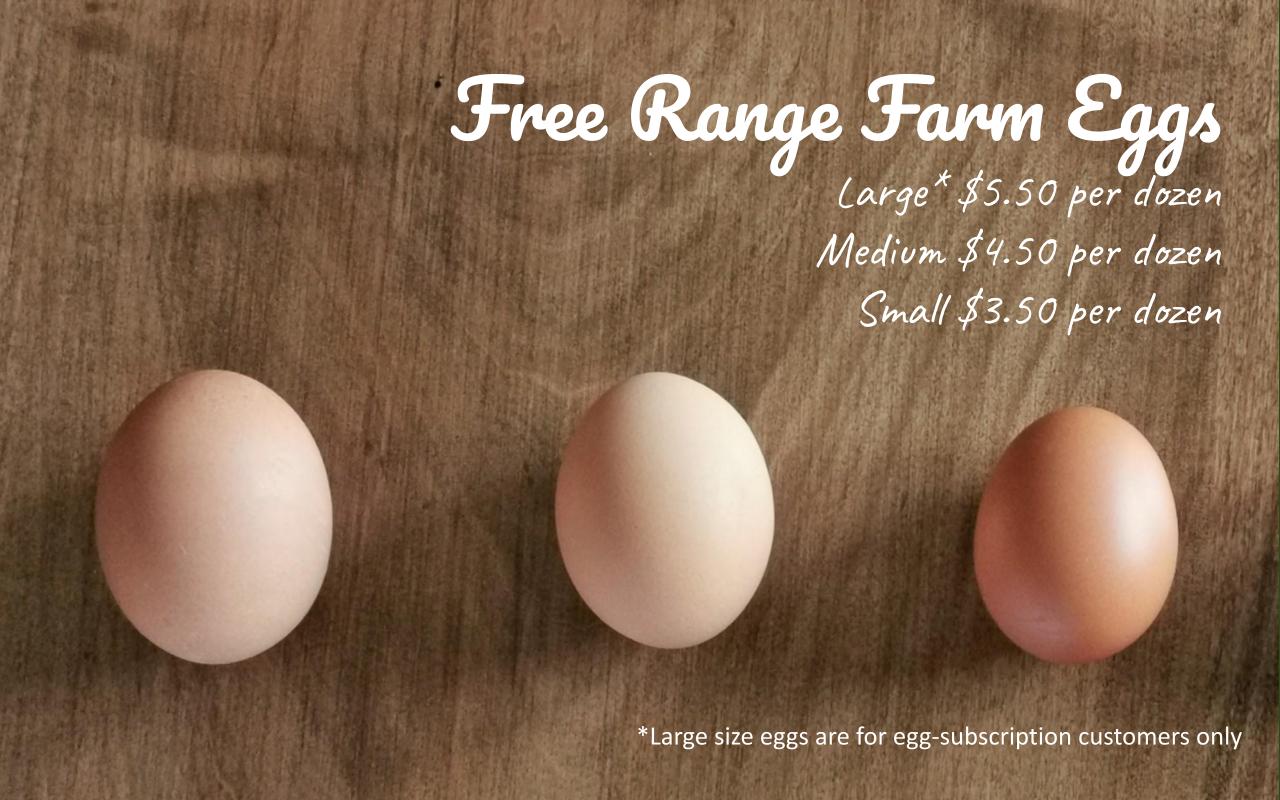 Free Range Farm Eggs
Large* $5.50 per dozen
Medium $4.50 per dozen
Small $3.50 per dozen
*Large size eggs are for egg-subscription customers only